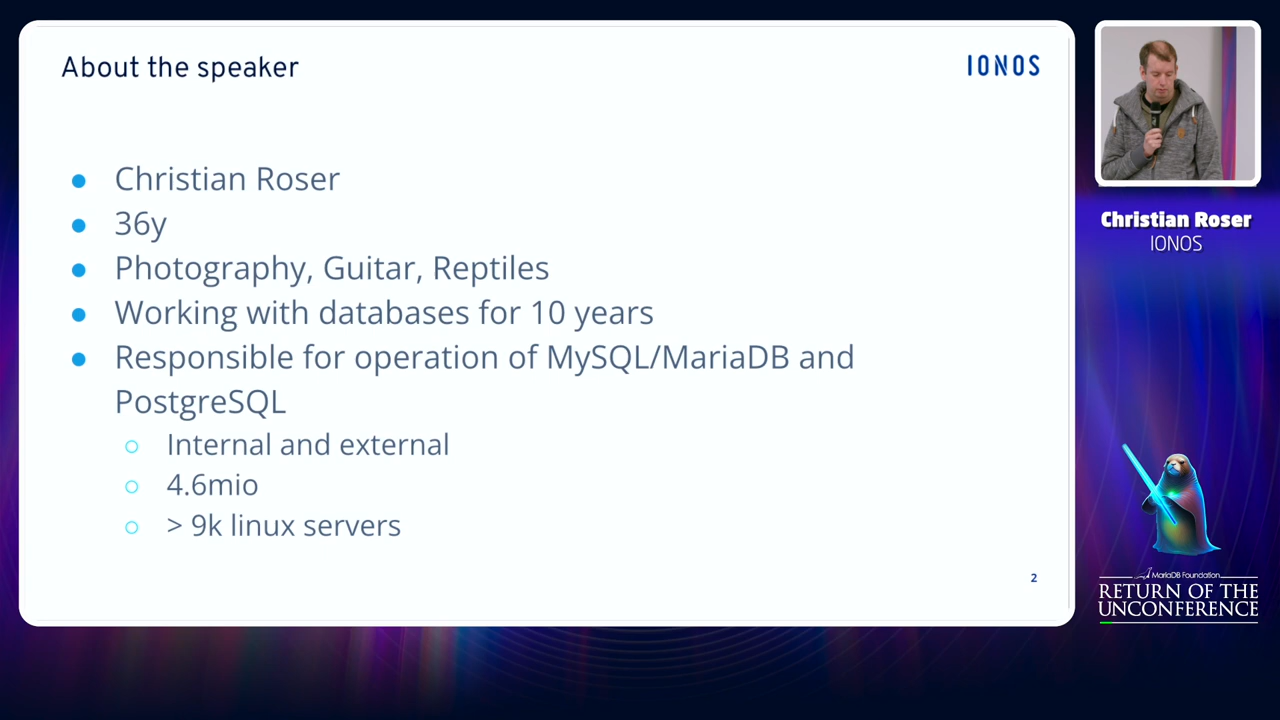 About the speaker
IONOS
● Christian Roser
● 36y
● Photography, Guitar, Reptiles
● Working with databases for 10 years
● Responsible for operation of MySQL/MariaDB and
PostgreSQL
○ Internal and external
○ 4.6mio
○ > 9k linux servers
2
Christian Roser
IONOS
MariaDB Foundation
RETURN OF THE
UNCONFERENCE